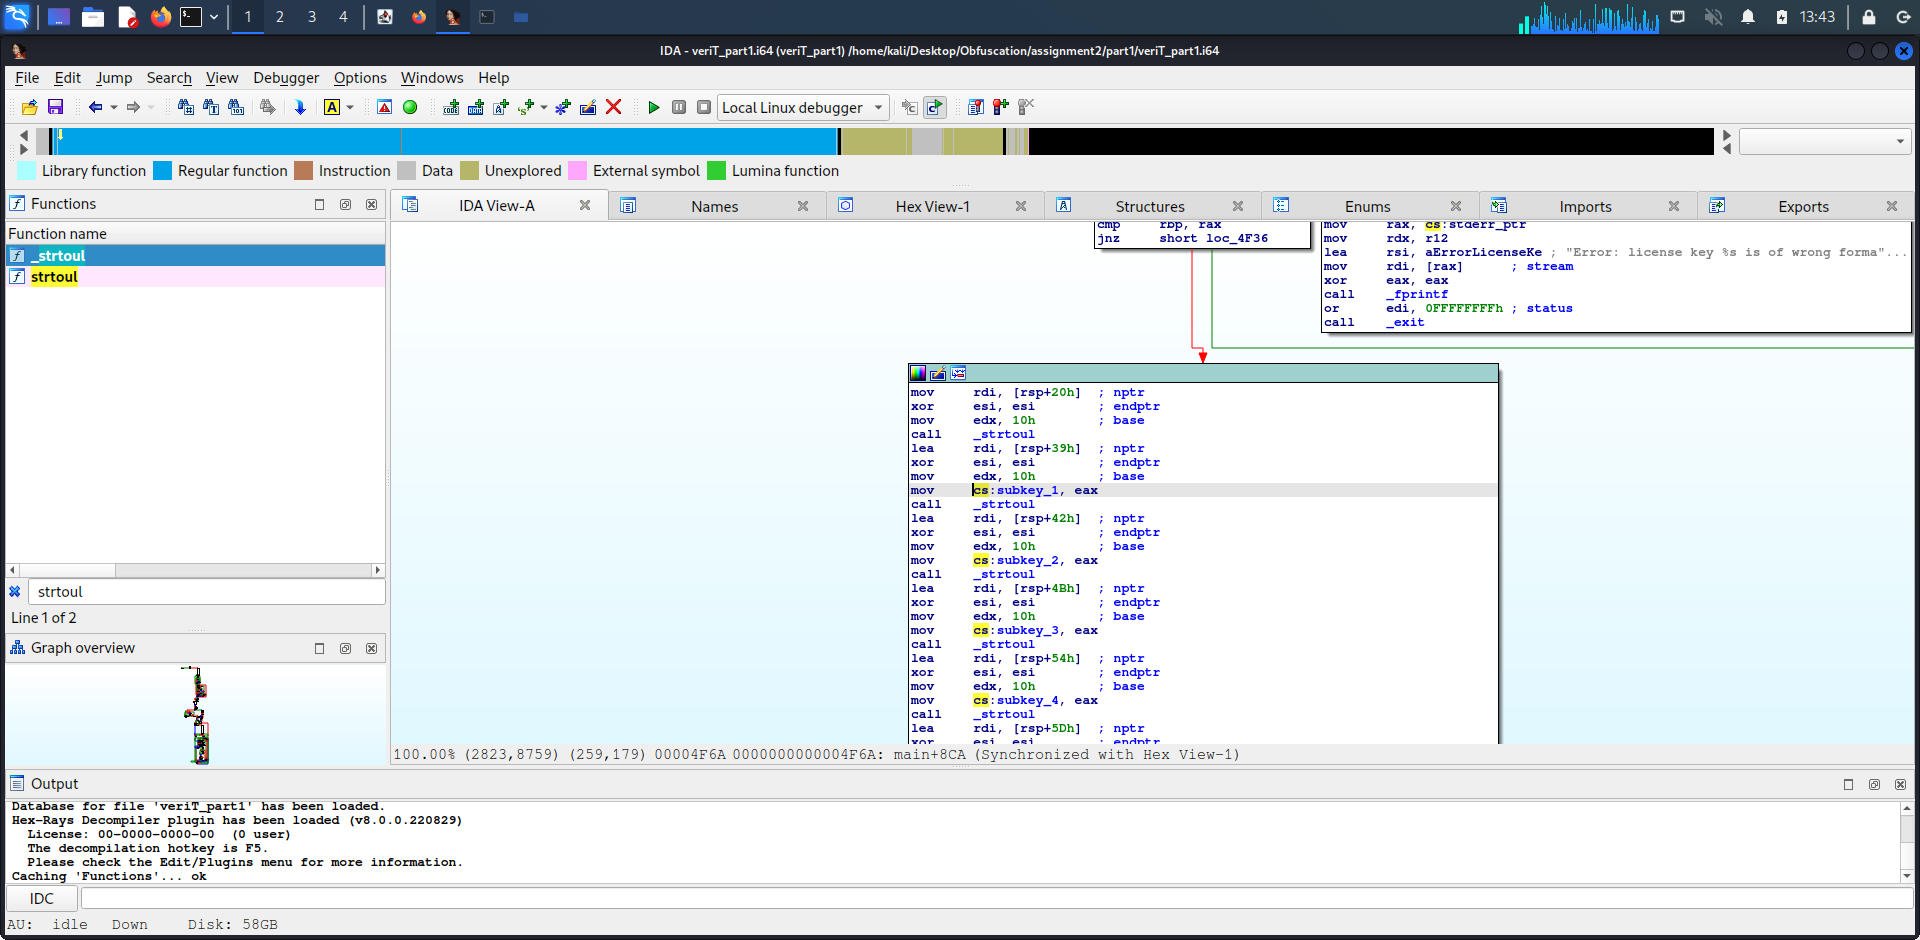 1 2 3 4 13:43
IDA - veriT_part1.i64 (veriT_part1) /home/kali/Desktop/Obfuscation/assignment2/part1/veriT_part1.i64
File Edit Jump Search View Debugger Options Windows Help
Local Linux debugger
Library function Regular function Instruction Data Unexplored External symbol Lumina function
Functions
IDA View-A Names Hex View-1 Structures Enums Imports Exports
Function name
_strtoul
strtoul
cmp rbp, rax
jnz short loc_4F36
mov rax, cs:stderr_ptr
mov rdx, r12
lea rsi, aErrorLicenseKe ; "Error: license key %s is of wrong forma"...
mov rdi, [rax] ; stream
xor eax, eax
call _fprintf
or edi, 0FFFFFFFFh ; status
call _exit
mov rdi, [rsp+20h] ; nptr
xor esi, esi ; endptr
mov edx, 10h ; base
call _strtoul
lea rdi, [rsp+39h] ; nptr
xor esi, esi ; endptr
mov edx, 10h ; base
mov cs:subkey_1, eax
call _strtoul
lea rdi, [rsp+42h] ; nptr
xor esi, esi ; endptr
mov edx, 10h ; base
mov cs:subkey_2, eax
call _strtoul
lea rdi, [rsp+4Bh] ; nptr
xor esi, esi ; endptr
mov edx, 10h ; base
mov cs:subkey_3, eax
call _strtoul
lea rdi, [rsp+54h] ; nptr
xor esi, esi ; endptr
mov edx, 10h ; base
mov cs:subkey_4, eax
call _strtoul
lea rdi, [rsp+5Dh] ; nptr
xor esi, esi ; endptr
strtoul
Line 1 of 2
Graph overview
100.00% (2823,8759) (259,179) 00004F6A 0000000000004F6A: main+8CA (Synchronized with Hex View-1)
Output
Database for file 'veriT_part1' has been loaded.
Hex-Rays Decompiler plugin has been loaded (v8.0.0.220829)
License: 00-0000-0000-00 (0 user)
The decompilation hotkey is F5.
Please check the Edit/Plugins menu for more information.
Caching 'Functions'... ok
IDC
AU: idle Down Disk: 58GB